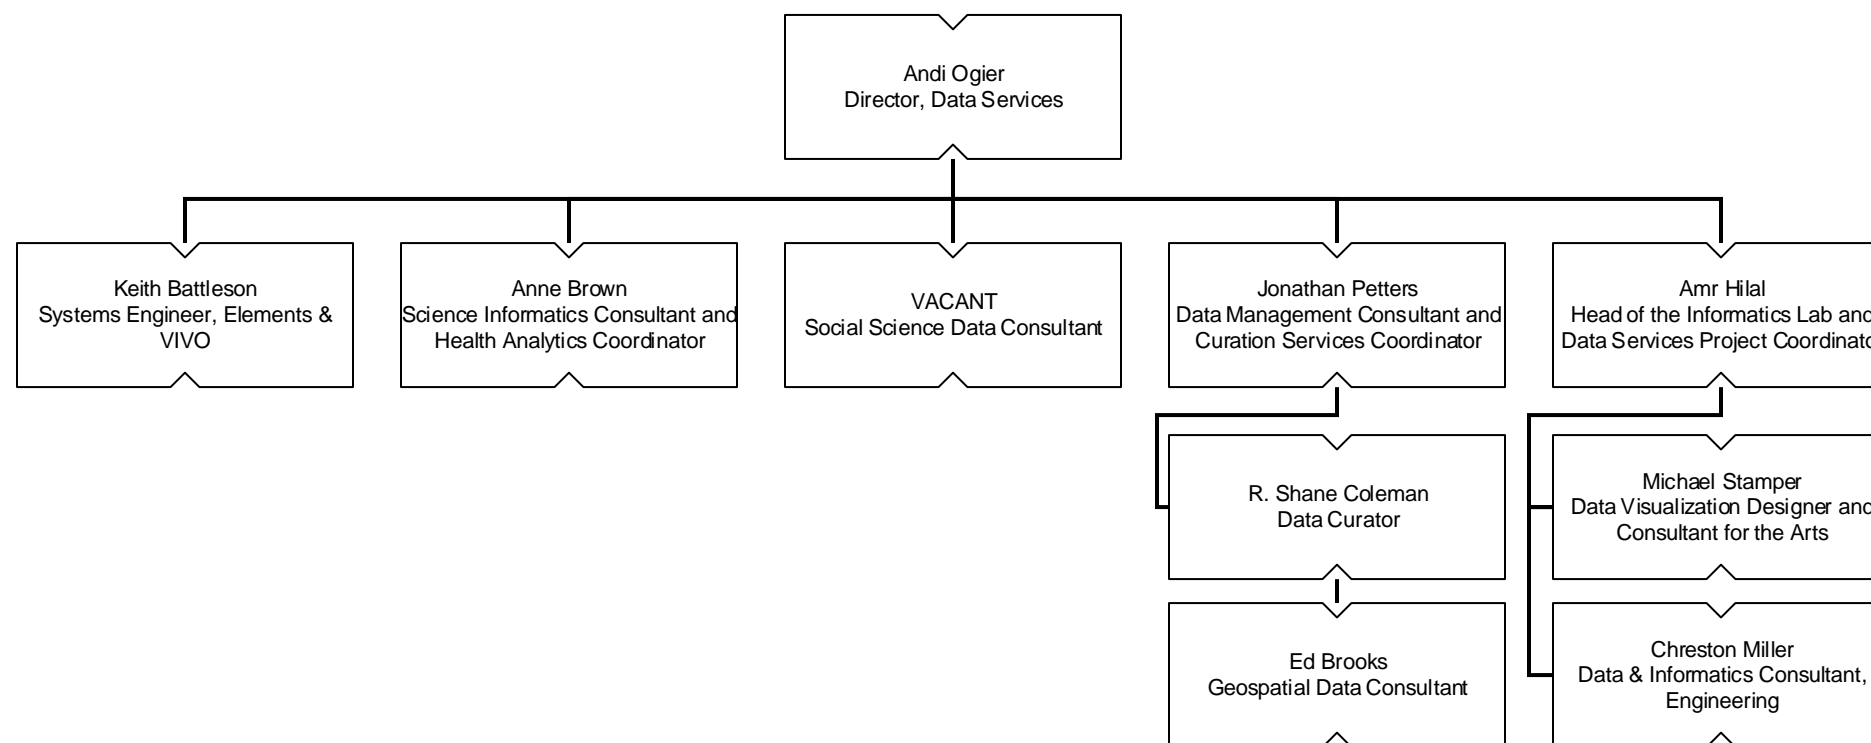 Andi Ogier
Director, Data Services
Keith Battleson
Systems Engineer, Elements &
VIVO
Anne Brown
Science Informatics Consultant and
Health Analytics Coordinator
VACANT
Social Science Data Consultant
Jonathan Petters
Data Management Consultant and
Curation Services Coordinator
Amr Hilal
Head of the Informatics Lab and
Data Services Project Coordinato
R. Shane Coleman
Data Curator
Michael Stamper
Data Visualization Designer and
Consultant for the Arts
Ed Brooks
Geospatial Data Consultant
Chreston Miller
Data & Informatics Consultant,
Engineering